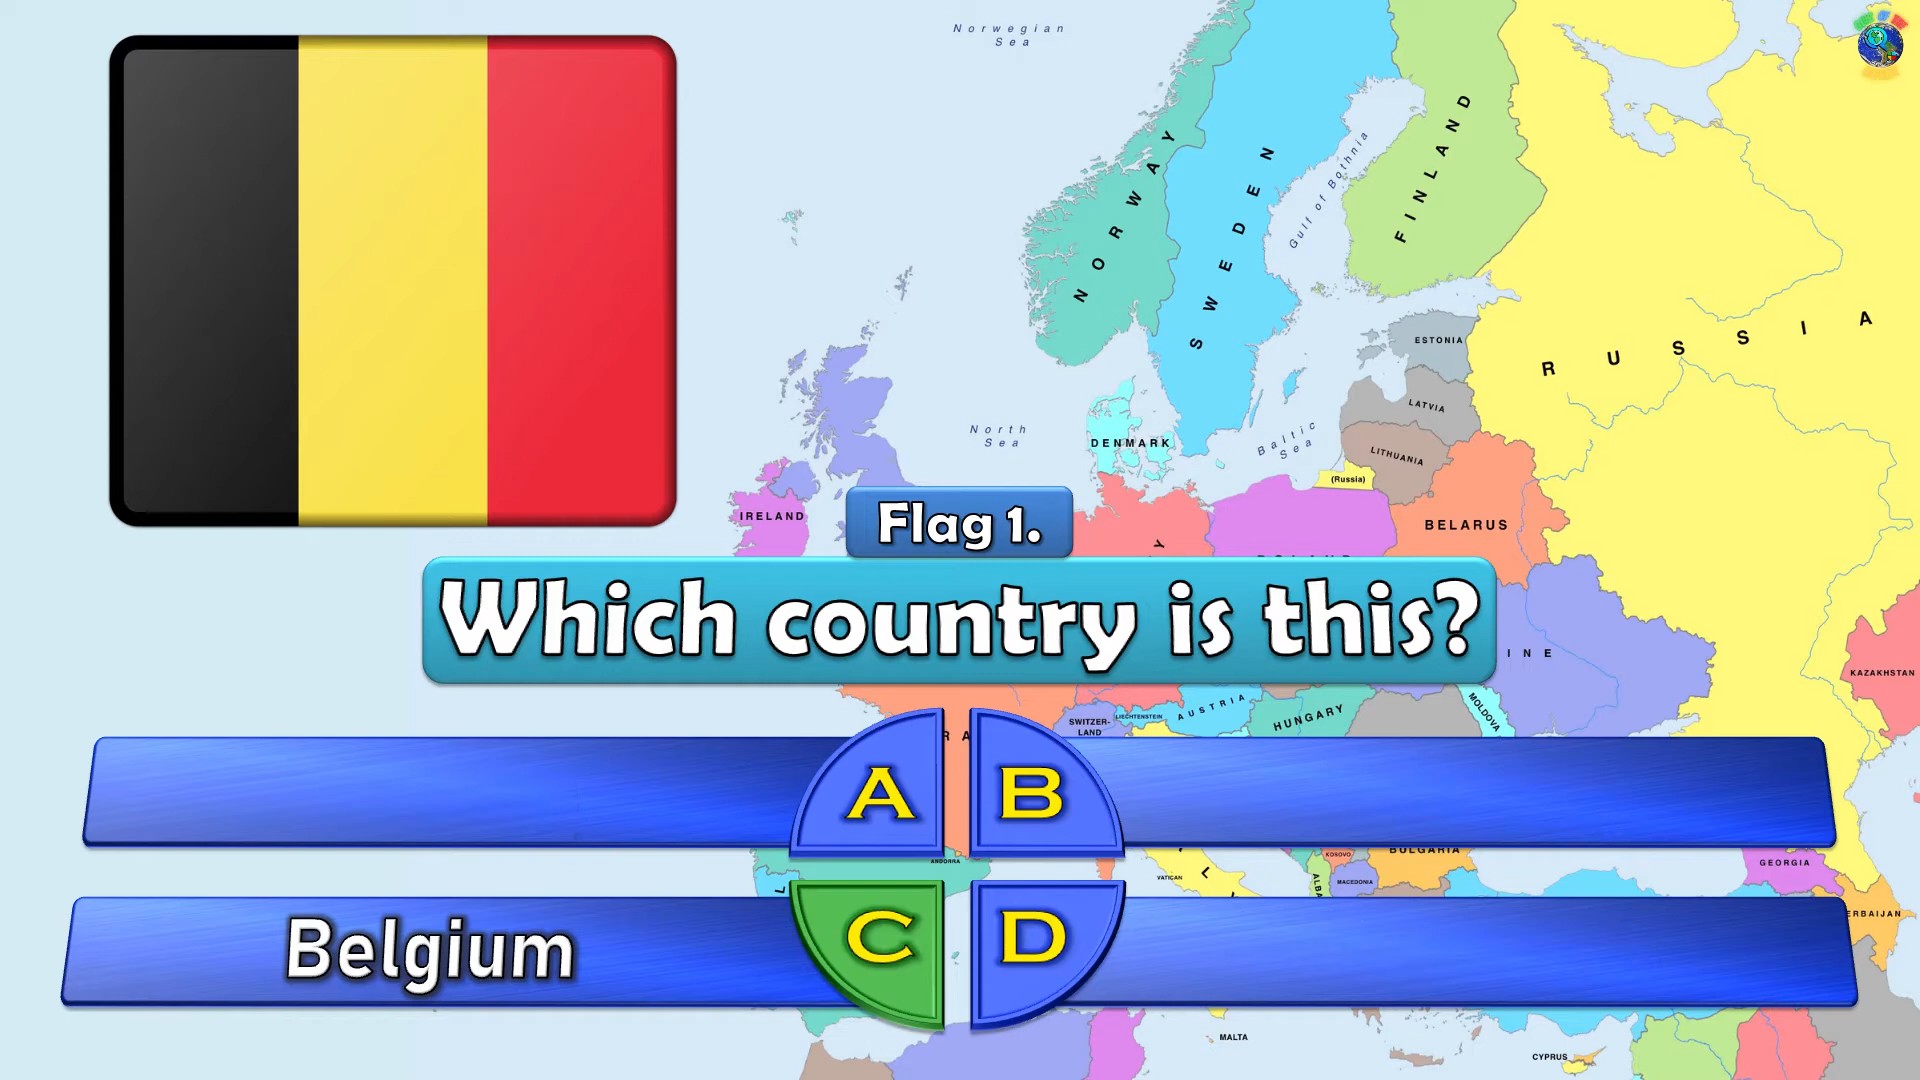 Norwegian
Sea
NORWAY
SWEDEN
FINLAND
Gulf of Bothnia
RUSSIA
ESTONIA
LATVIA
LITHUANIA
(Russia)
North
Sea
DENMARK
Baltic
Sea
IRELAND
BELARUS
Flag 1.
Which country is this?
INE
KAZAKHSTAN
SWITZER-
LAND
LIECHTENSTEIN
AUSTRIA
HUNGARY
MOLDOVA
RA
A
B
ANDORRA
VATICAN
KOSOVO
ALBA
MACEDONIA
BULGARIA
GEORGIA
ERBAIJAN
Belgium
C
D
MALTA
CYPRUS